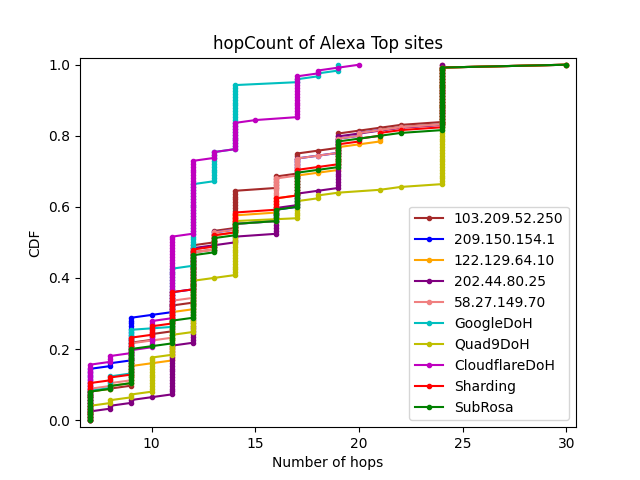 hopCount of Alexa Top sites
CDF
1.0
0.8
0.6
0.4
0.2
0.0
10
15
20
25
30
Number of hops
103.209.52.250
209.150.154.1
122.129.64.10
202.44.80.25
58.27.149.70
GoogleDoH
Quad9DoH
CloudflareDoH
Sharding
SubRosa